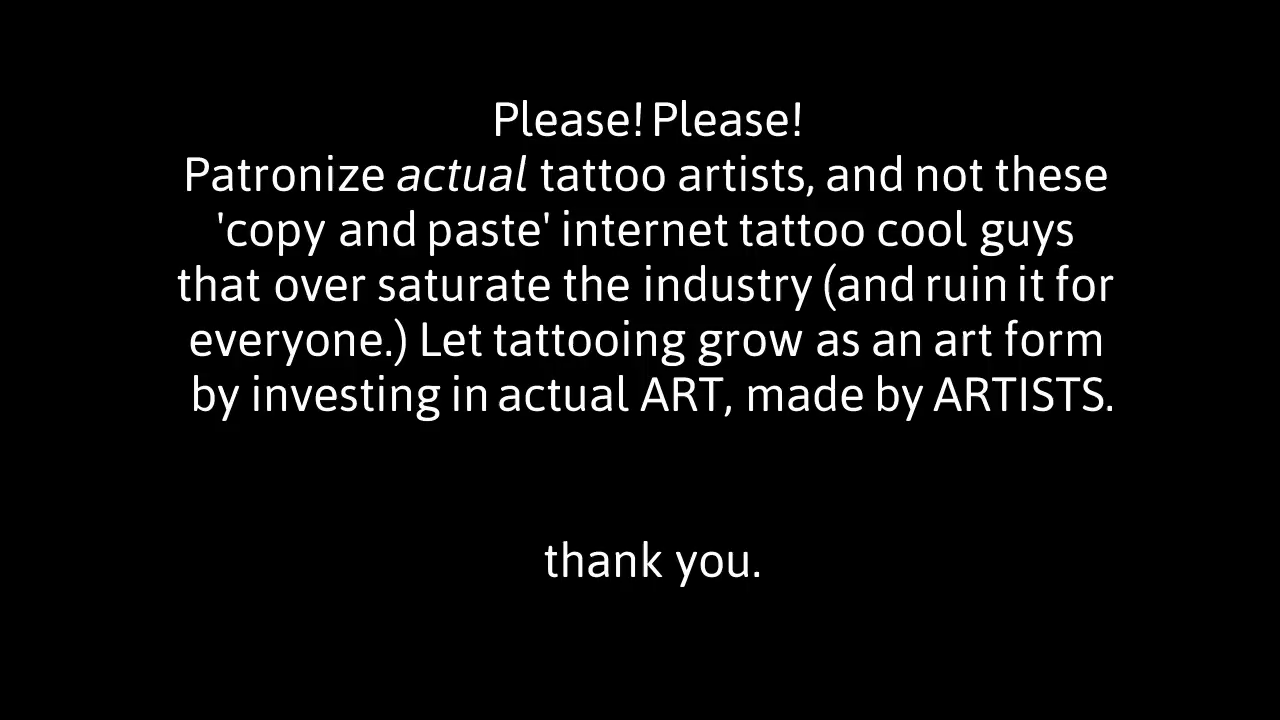 Please! Please!
Patronize actual tattoo artists, and not these
'copy and paste' internet tattoo cool guys
that over saturate the industry (and ruin it for
everyone.) Let tattooing grow as an art form
by investing in actual ART, made by ARTISTS.
thank you.